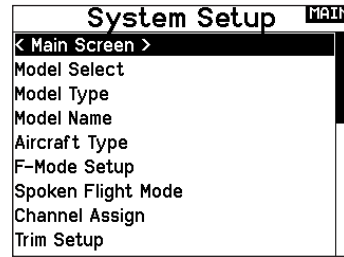 System Setup MAIN
< Main Screen >
Model Select
Model Type
Model Name
Aircraft Type
F-Mode Setup
Spoken Flight Mode
Channel Assign
Trim Setup